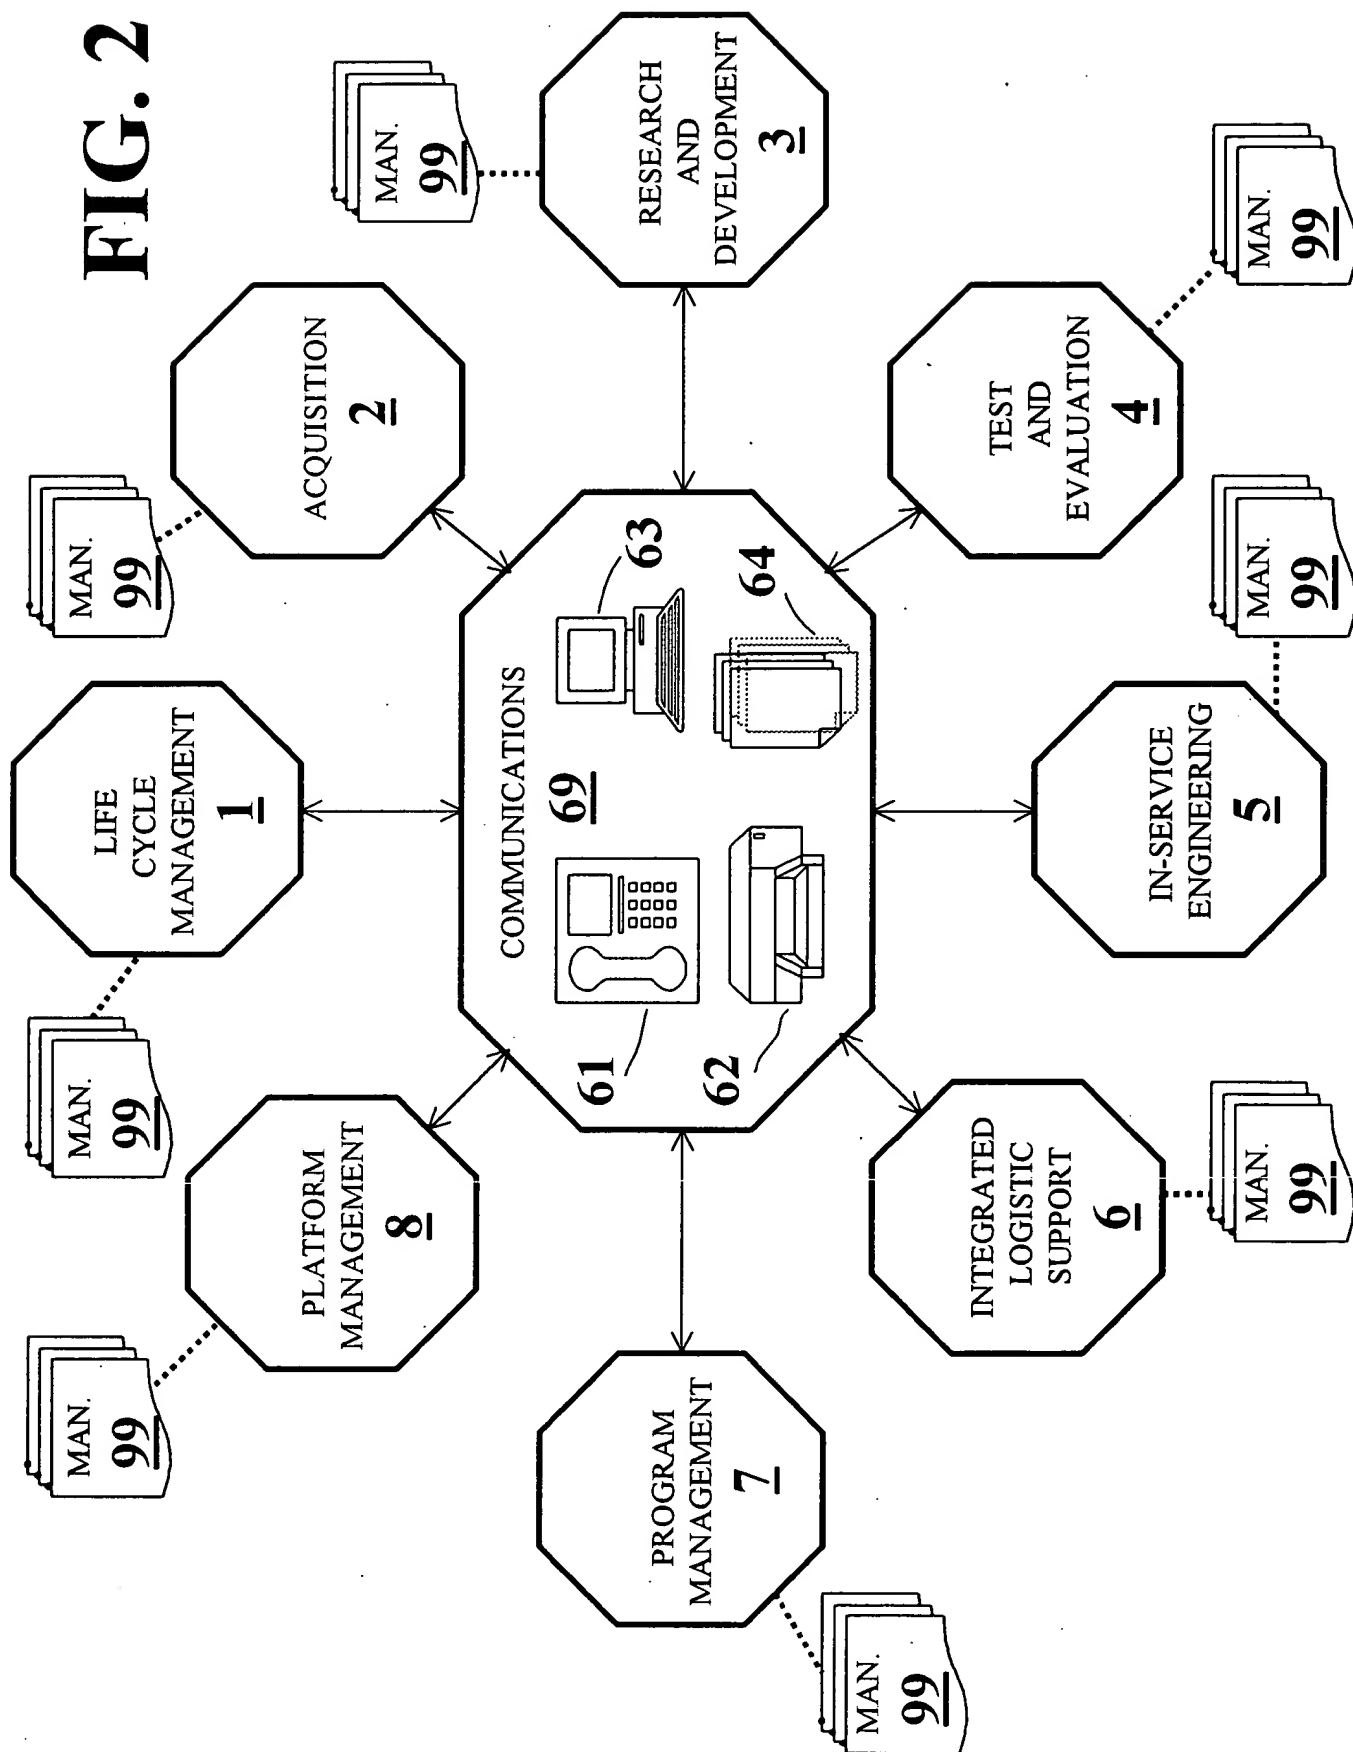 FIG. 2
LIFE
CYCLE
MANAGEMENT
1
MAN.
99
ACQUISITION
2
MAN.
99
RESEARCH
AND
DEVELOPMENT
3
MAN.
99
TEST
AND
EVALUATION
4
MAN.
99
IN-SERVICE
ENGINEERING
5
MAN.
99
INTEGRATED
LOGISTIC
SUPPORT
6
MAN.
99
PROGRAM
MANAGEMENT
7
MAN.
99
PLATFORM
MANAGEMENT
8
MAN.
99
COMMUNICATIONS
69
61
63
62
64